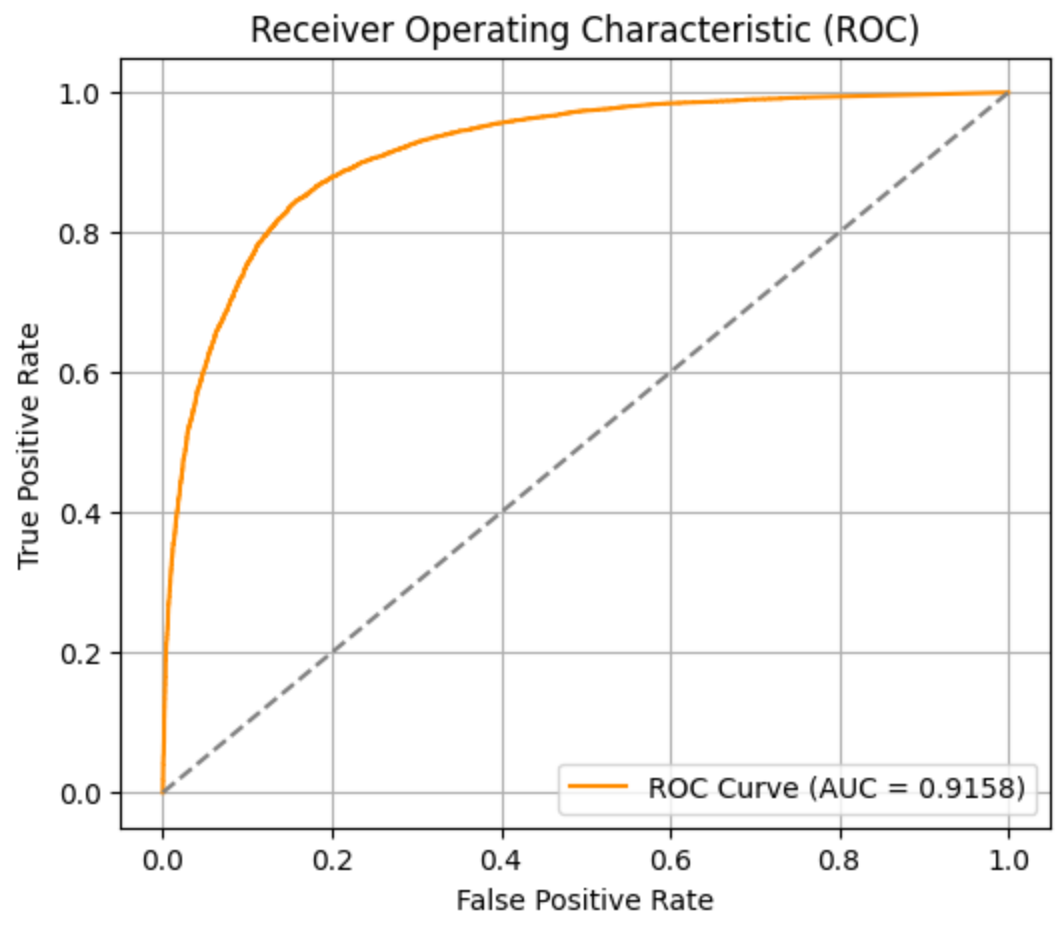 Receiver Operating Characteristic (ROC)
1.0
0.8
0.6
0.4
0.2
0.0
True Positive Rate
ROC Curve (AUC = 0.9158)
0.0 0.2 0.4 0.6 0.8 1.0
False Positive Rate